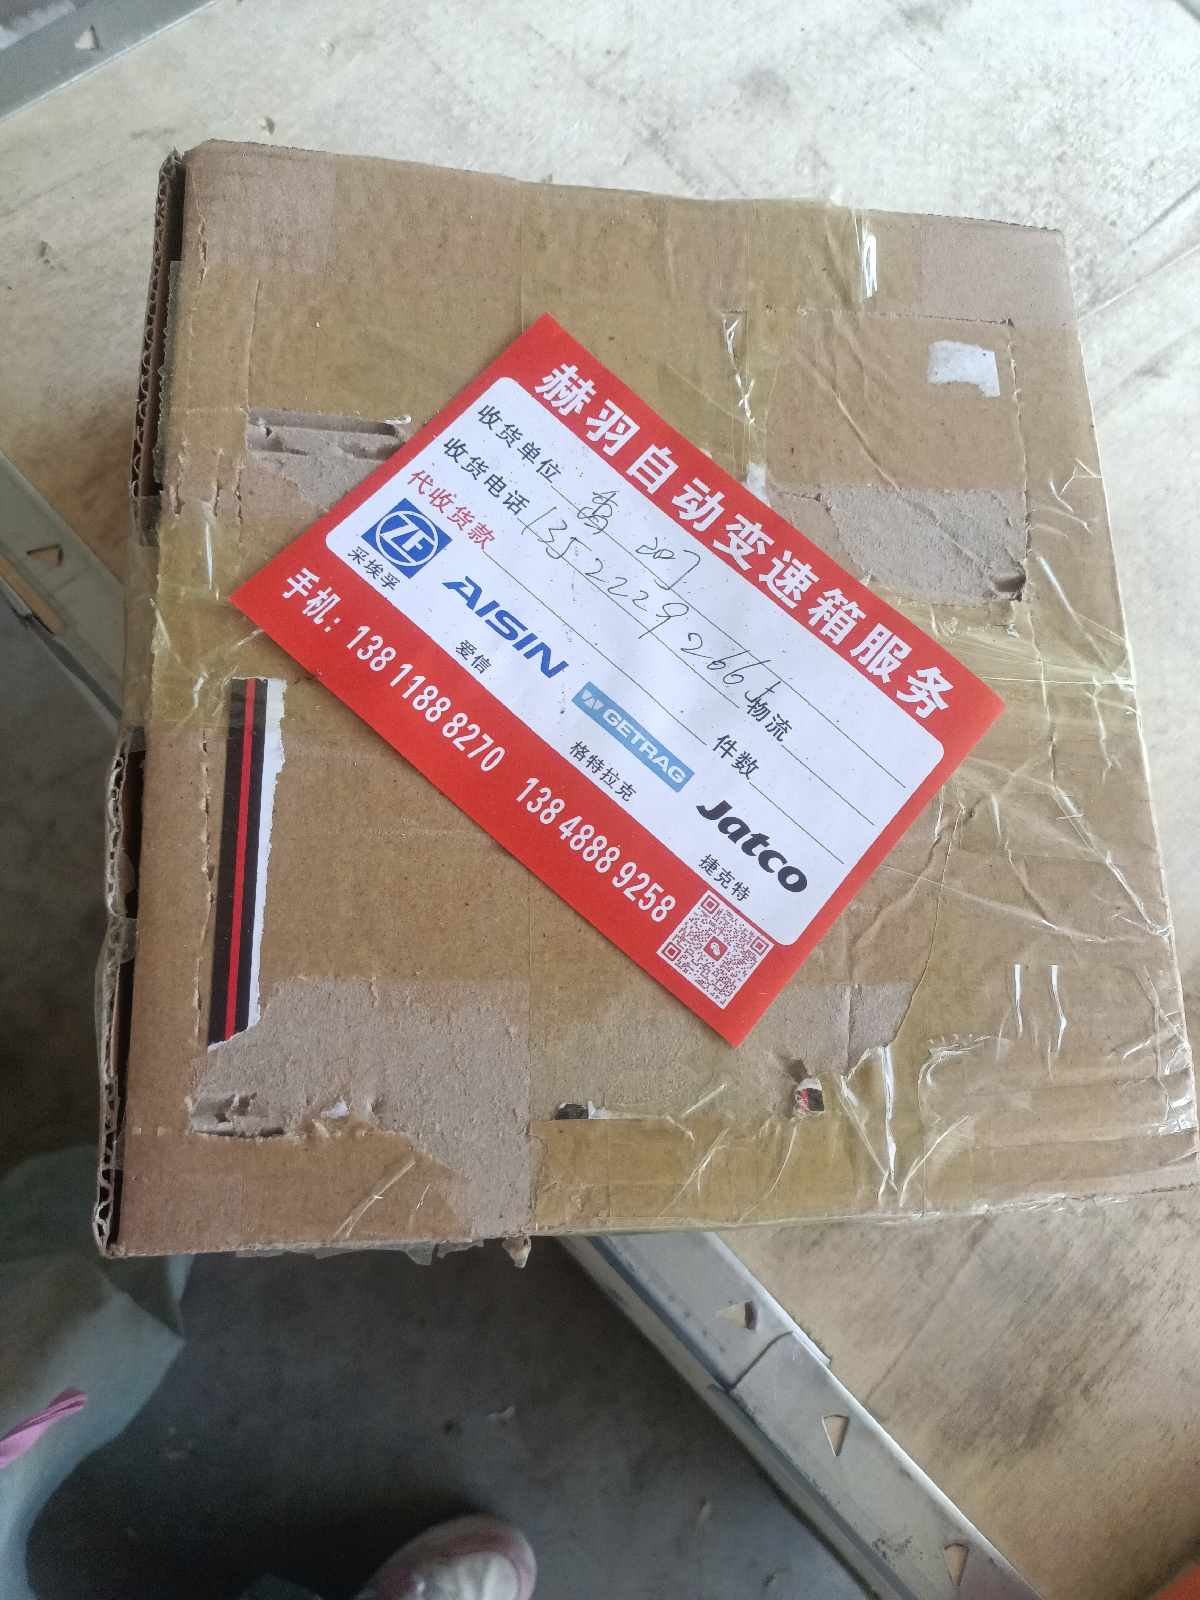 赫羽自动变速箱服务
收货单位
收货电话 13522292665 物流
代收货款 件数
ZF AISIN GETRAG Jatco
采埃孚 爱信 格特拉克 捷克特
手机: 138 1188 8270 138 4888 9258